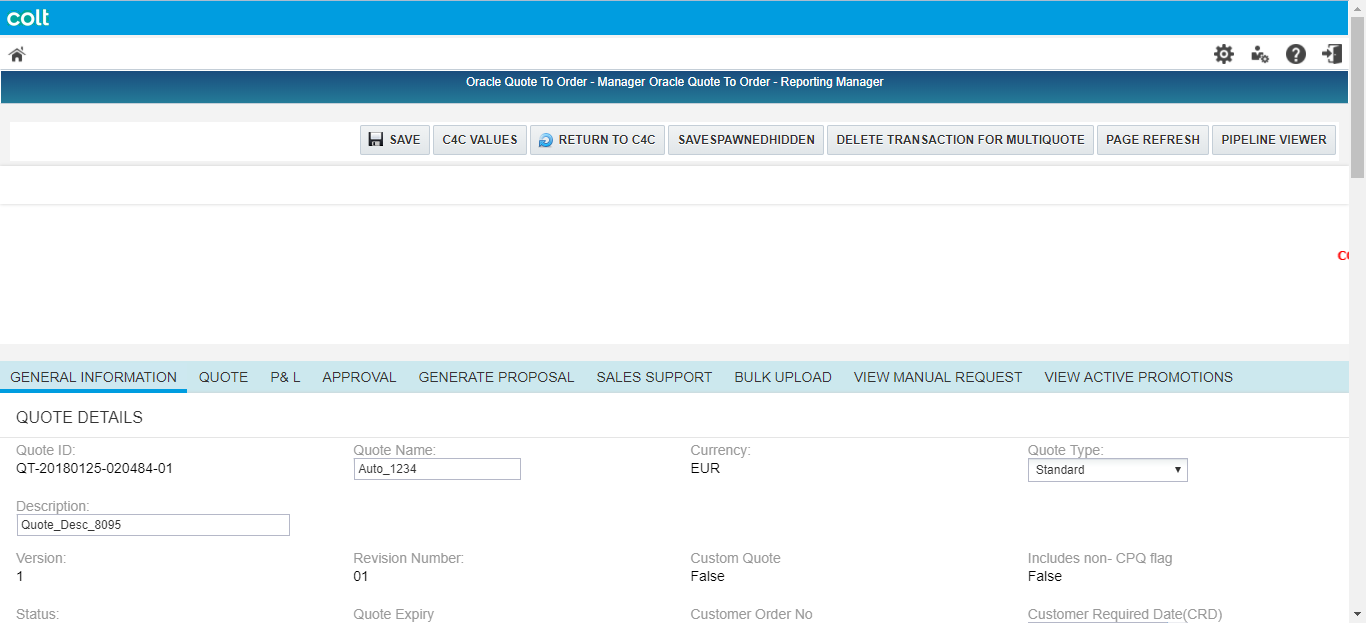 colt
Oracle Quote To Order - Manager Oracle Quote To Order - Reporting Manager
SAVE C4C VALUES RETURN TO C4C SAVESPAWNEDHIDDEN DELETE TRANSACTION FOR MULTIQUOTE PAGE REFRESH PIPELINE VIEWER
GENERAL INFORMATION QUOTE P& L APPROVAL GENERATE PROPOSAL SALES SUPPORT BULK UPLOAD VIEW MANUAL REQUEST VIEW ACTIVE PROMOTIONS
QUOTE DETAILS
Quote ID: Quote Name: Currency: Quote Type:
QT-20180125-020484-01 Auto_1234 EUR Standard
Description:
Quote_Desc_8095
Version: Revision Number: Custom Quote Includes non- CPQ flag
1 01 False False
Status: Quote Expiry Customer Order No Customer Required Date(CRD)